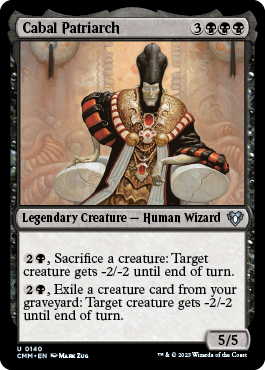 Cabal Patriarch 3
2, Sacrifice a creature: Target
creature gets -2/-2 until end of turn.
2, Exile a creature card from your
graveyard: Target creature gets -2/-2
until end of turn.
Legendary Creature — Human Wizard
5/5
U 0140
CMM • EN Mark Zug
™ & © 2023 Wizards of the Coast